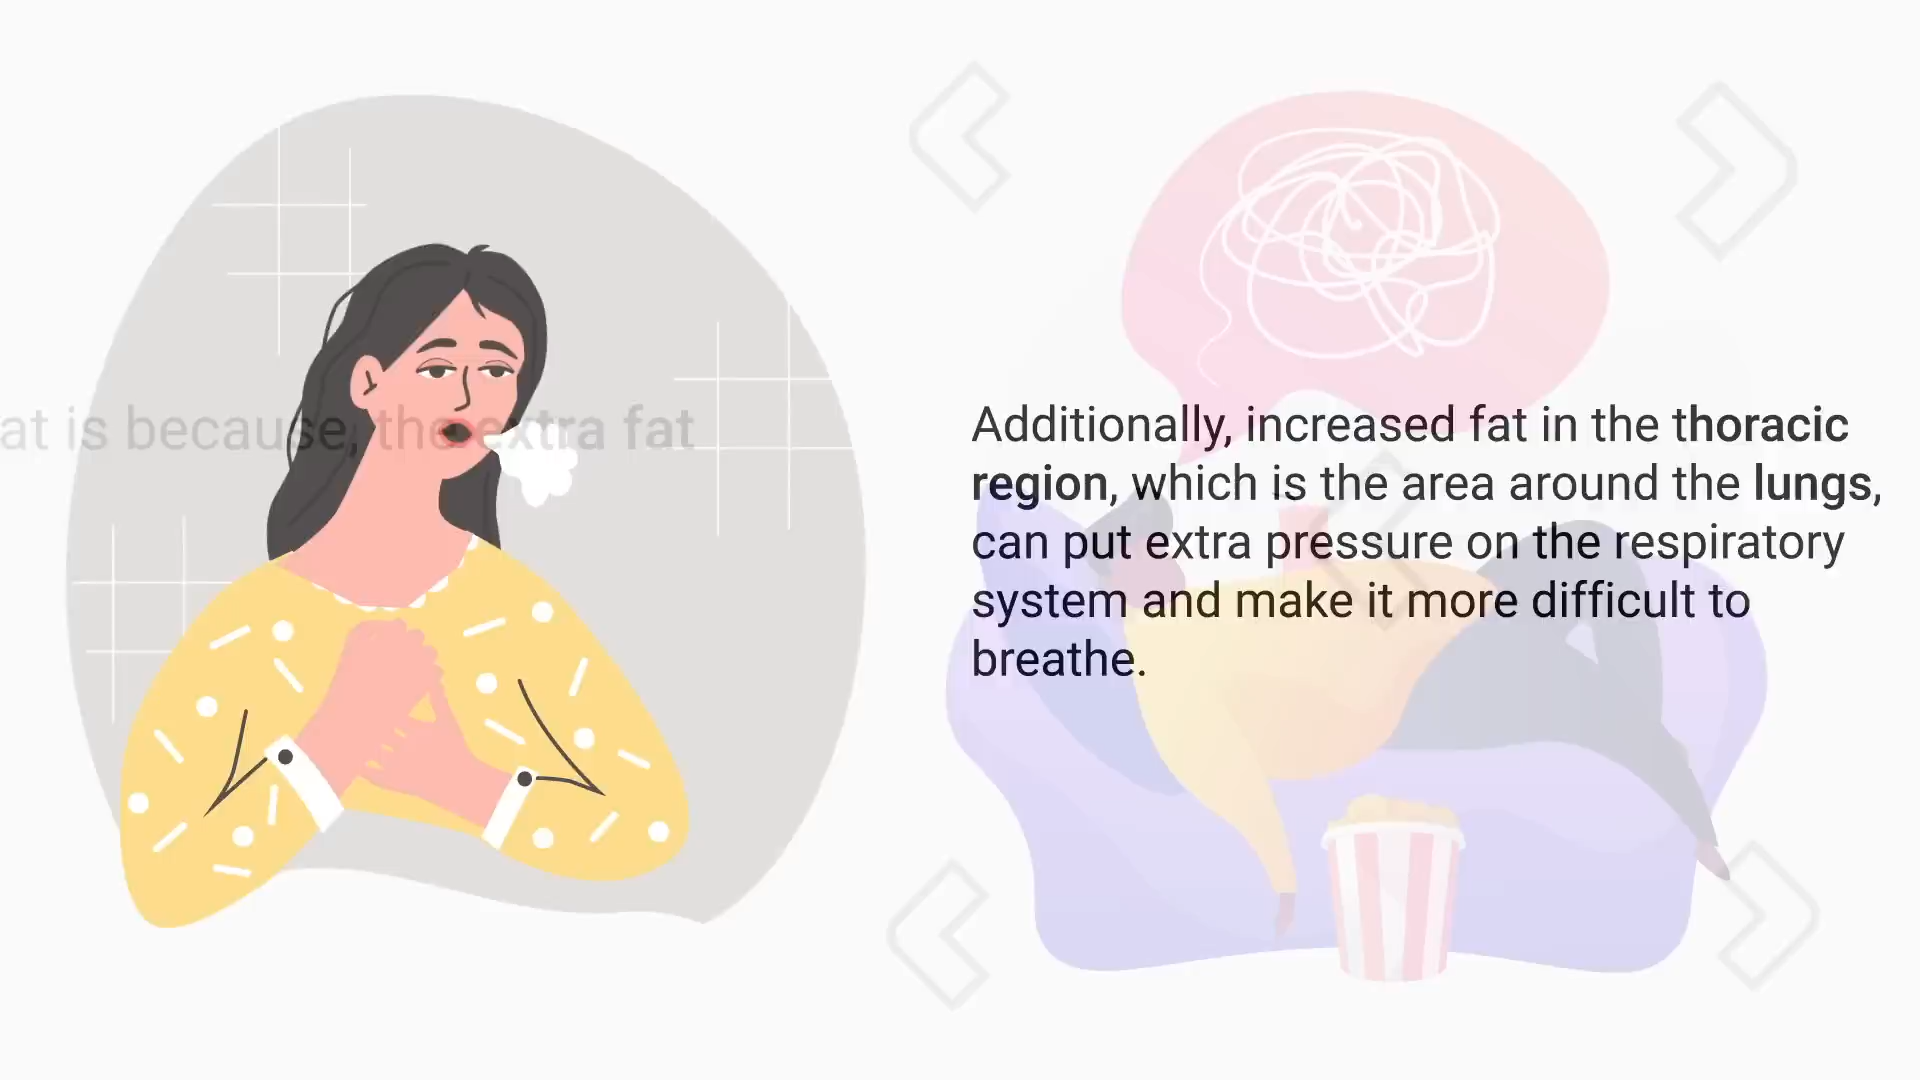 at is because, the extra fat
Additionally, increased fat in the thoracic
region, which is the area around the lungs,
can put extra pressure on the respiratory
system and make it more difficult to
breathe.